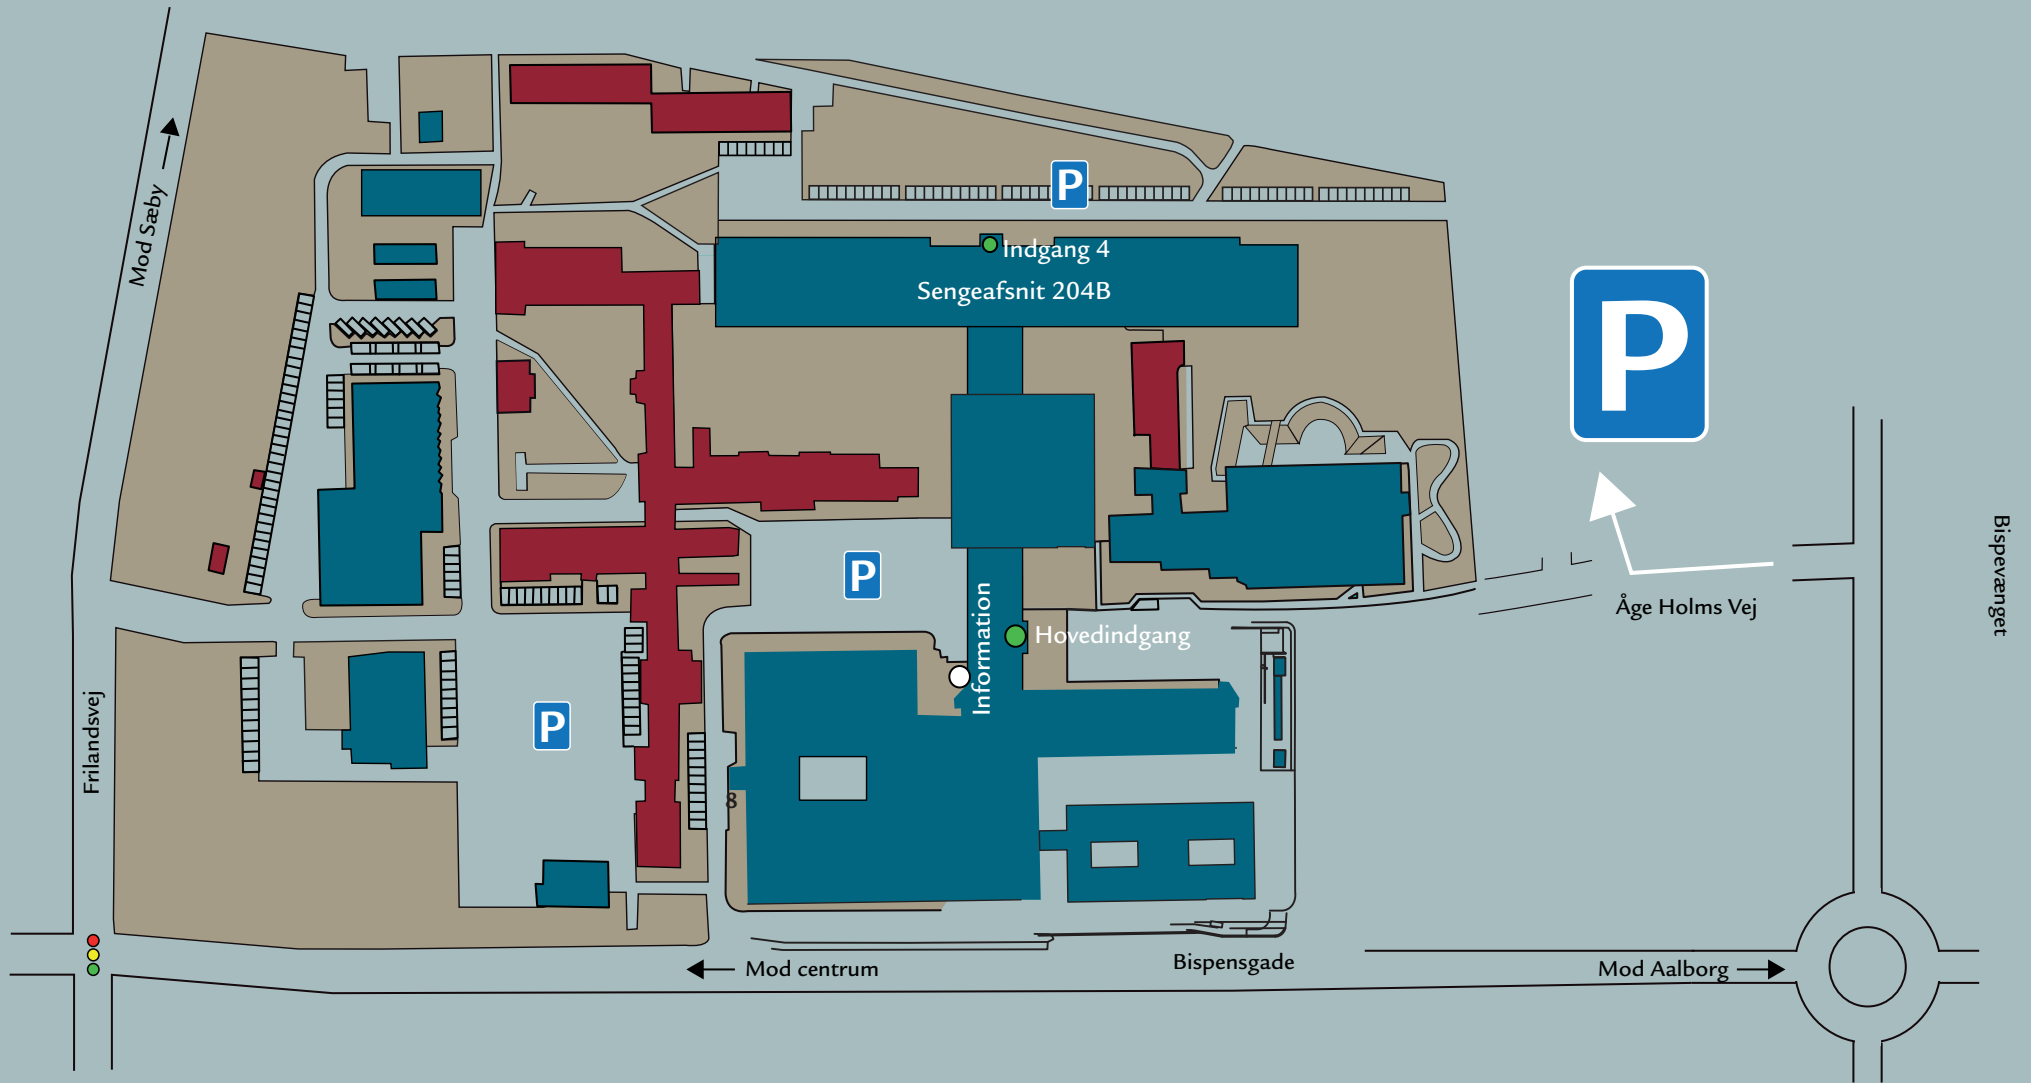 P
Mod Sæby
Indgang 4
Sengeafsnit 204B
P
P
Information
Hovedindgang
Åge Holms Vej
Bispevænget
P
Frilandsvej
8
Mod centrum
Bispensgade
Mod Aalborg